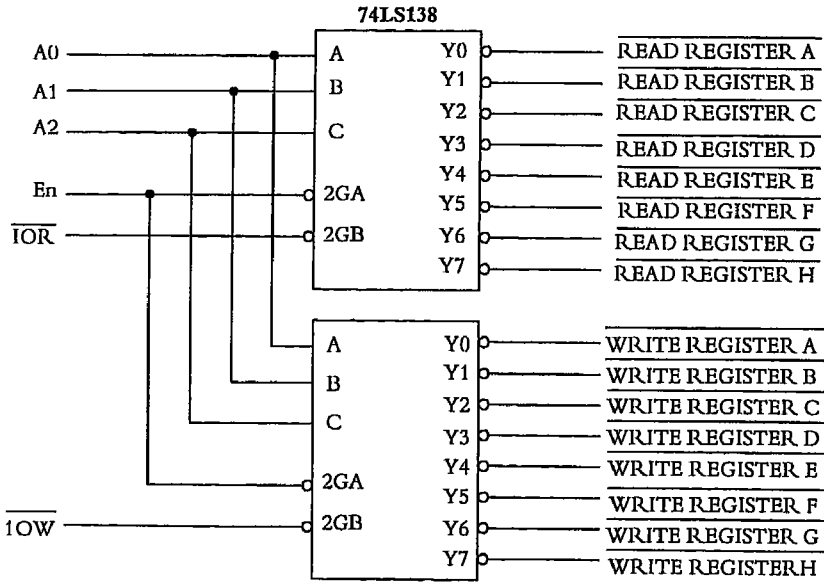 74LS138
A0
A1
A2
En
IOR
A
B
C
2GA
2GB
Y0
Y1
Y2
Y3
Y4
Y5
Y6
Y7
READ REGISTER A
READ REGISTER B
READ REGISTER C
READ REGISTER D
READ REGISTER E
READ REGISTER F
READ REGISTER G
READ REGISTER H
1OW
A
B
C
2GA
2GB
Y0
Y1
Y2
Y3
Y4
Y5
Y6
Y7
WRITE REGISTER A
WRITE REGISTER B
WRITE REGISTER C
WRITE REGISTER D
WRITE REGISTER E
WRITE REGISTER F
WRITE REGISTER G
WRITE REGISTERH